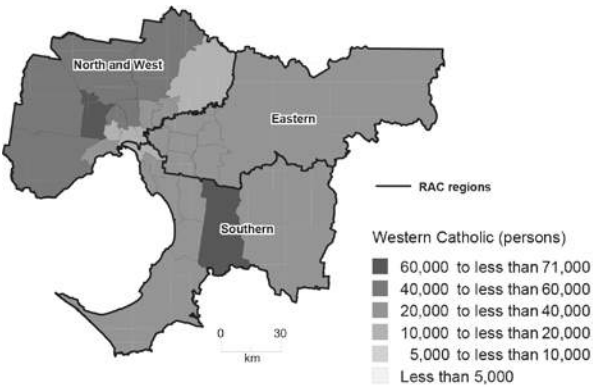 North and West
Eastern
RAC regions
Southern
Western Catholic (persons)
60,000 to less than 71,000
40,000 to less than 60,000
20,000 to less than 40,000
10,000 to less than 20,000
5,000 to less than 10,000
Less than 5,000
0 30
km